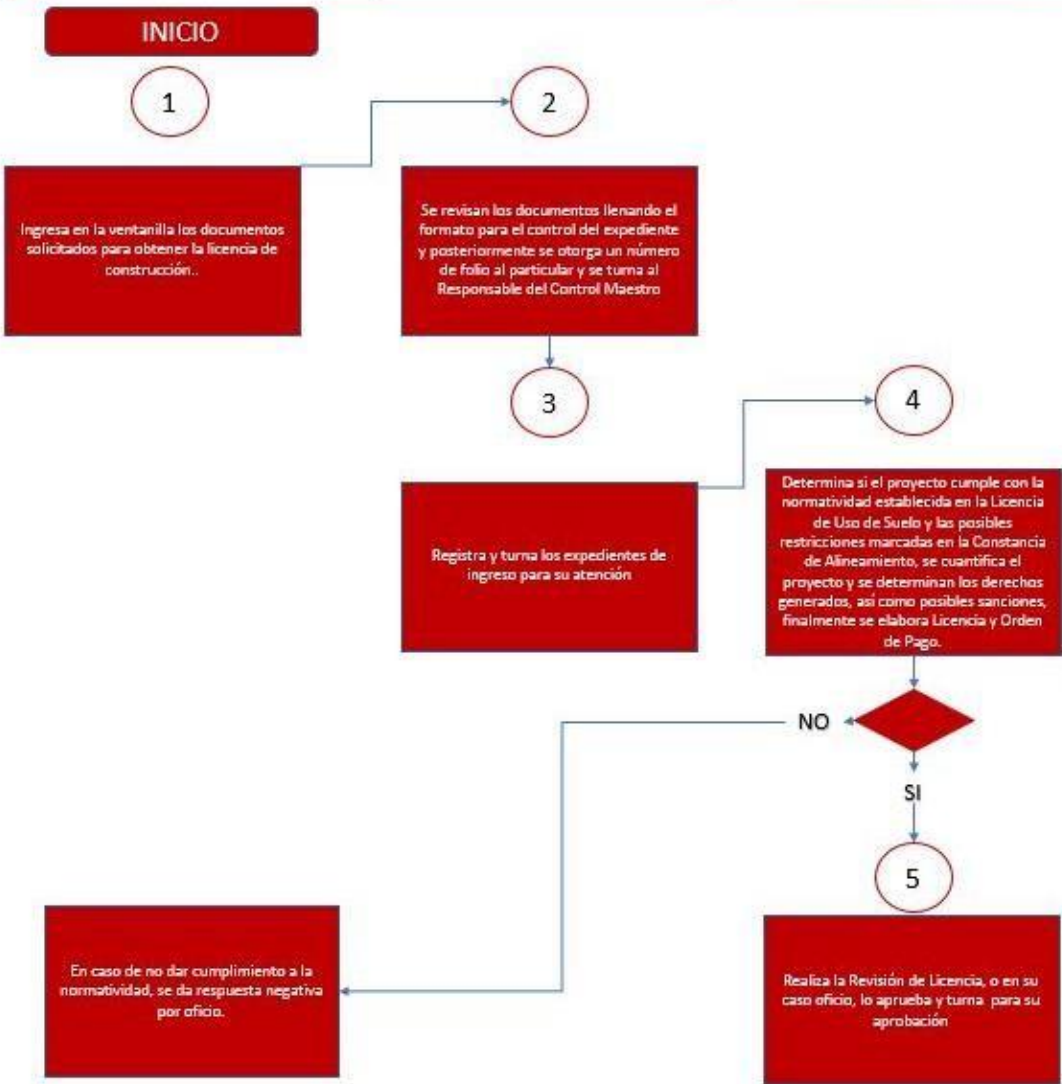 INICIO
1
2
Ingresa en la ventanilla los documentos
solicitados para obtener la licencia de
construcción..
Se revisan los documentos llenando el
formato para el control del expediente
y posteriormente se otorga un número
de folio al particular y se turna al
Responsable del Control Maestro
3
4
Registra y turna los expedientes de
ingreso para su atención
Determina si el proyecto cumple con la
normatividad establecida en la Licencia
de Uso de Suelo y las posibles
restricciones marcadas en la Constancia
de Alineamiento, se cuantifica el
proyecto y se determinan los derechos
generados, así como posibles sanciones,
finalmente se elabora Licencia y Orden
de Pago.
NO
SI
5
En caso de no dar cumplimiento a la
normatividad, se da respuesta negativa
por oficio.
Realiza la Revisión de Licencia, o en su
caso oficio, lo aprueba y turna para su
aprobación